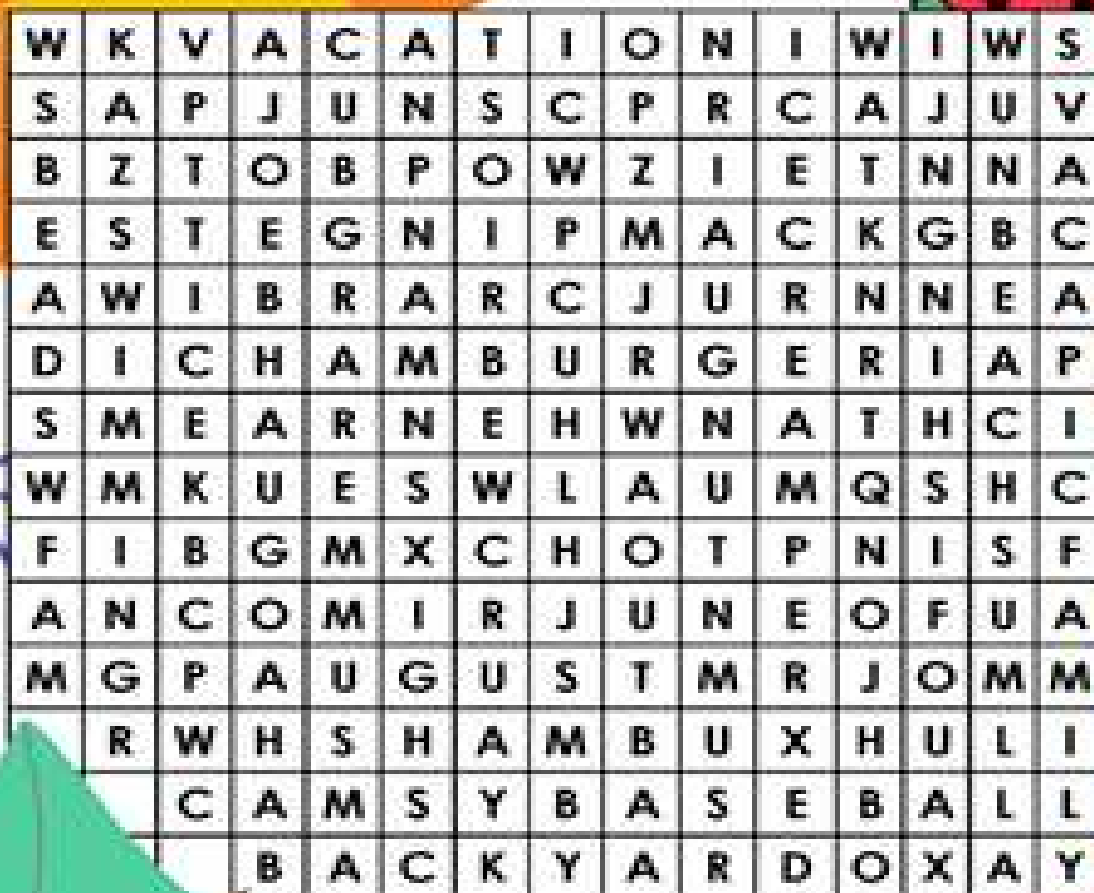 W K V A C A T I O N I W I W S
S A P J U N S C P R C A J U V
B Z T O B P O W Z I E T N N A
E S T E G N I P M A C K G B C
A W I B R A R C J U R N N E A
D I C H A M B U R G E R I A P
S M E A R N E H W N A T H C I
W M K U E S W L A U M Q S H C
F I B G M X C H O T P N I S F
A N C O M I R J U N E O F U A
M G P A U G U S T M R J O M M
R W H S H A M B U X H U L I
C A M S Y B A S E B A L L
B A C K Y A R D O X A Y